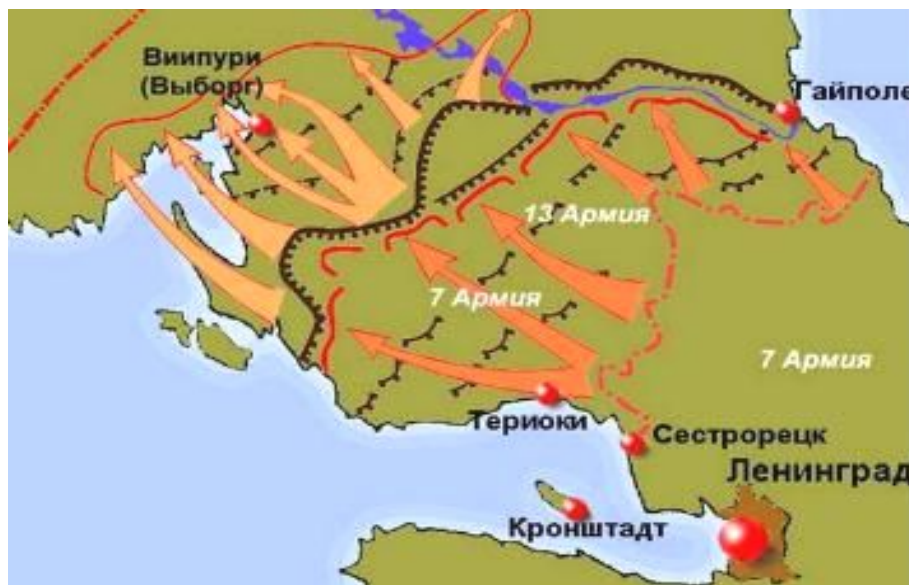 Виипури
(Выборг)
Гайполе
13 Армия
7 Армия
7 Армия
Териоки
Сестрорецк
Ленинград
Кронштадт